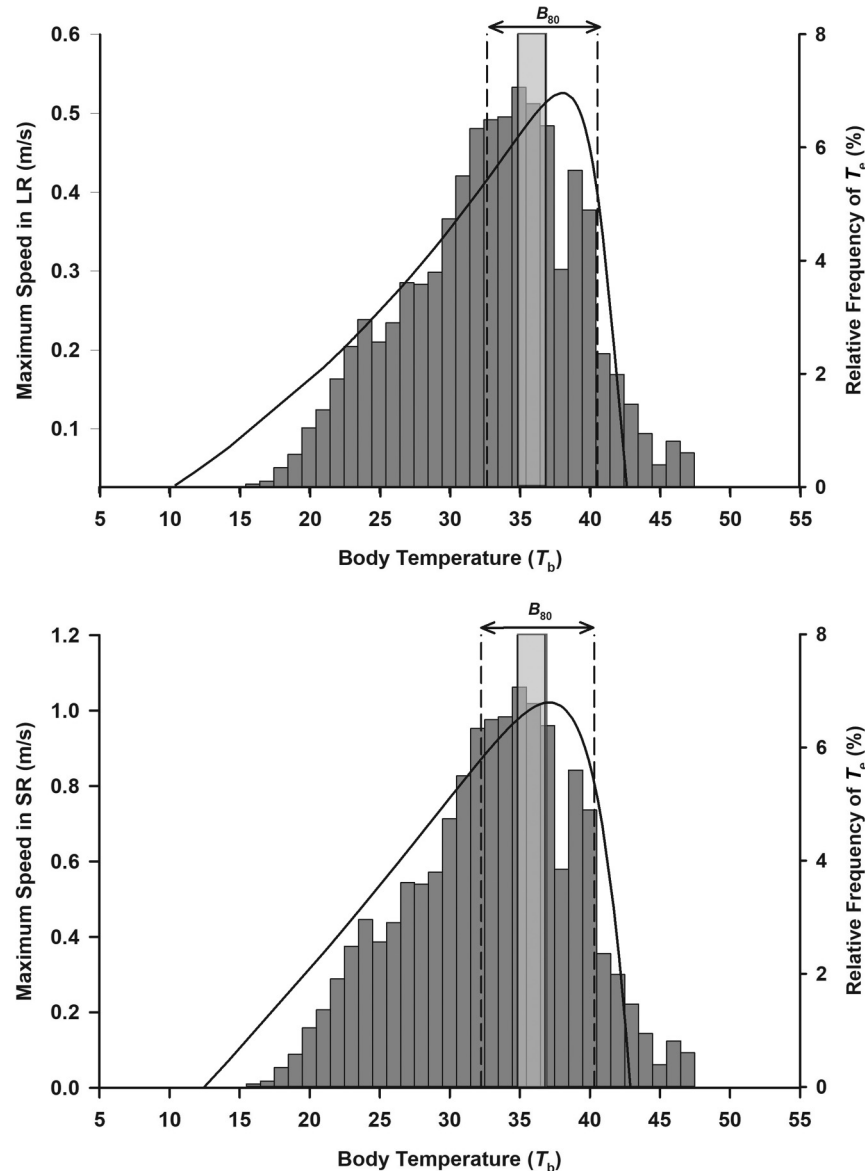 B80
0.6
0.5
0.4
0.3
0.2
0.1
Maximum Speed in LR (m/s)
8
6
4
2
0
Relative Frequency of Te (%)
5 10 15 20 25 30 35 40 45 50 55
Body Temperature (Tb)
B80
1.2
1.0
0.8
0.6
0.4
0.2
0.0
Maximum Speed in SR (m/s)
8
6
4
2
0
Relative Frequency of Te (%)
5 10 15 20 25 30 35 40 45 50 55
Body Temperature (Tb)